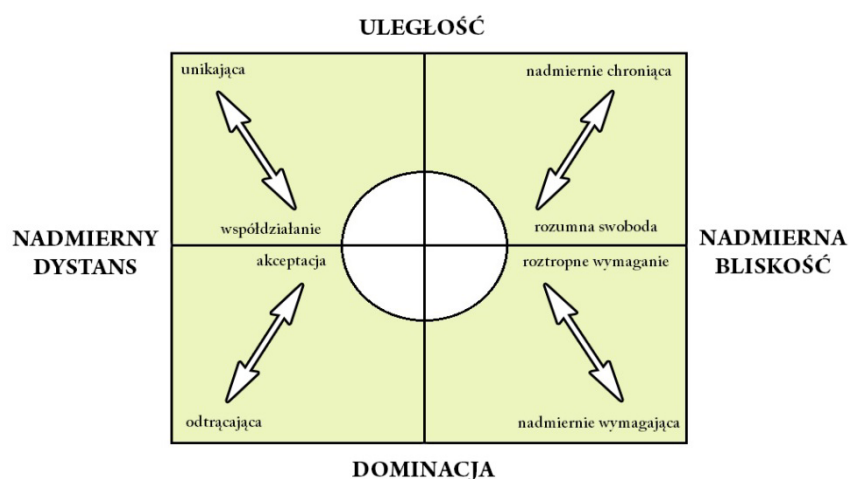 ULEGŁOŚĆ
unikająca
nadmiernie chroniąca
współdziałanie
rozumna swoboda
NADMIERNY
DYSTANS
NADMIERNA
BLISKOŚĆ
akceptacja
roztropne wymaganie
odtrącająca
nadmiernie wymagająca
DOMINACJA